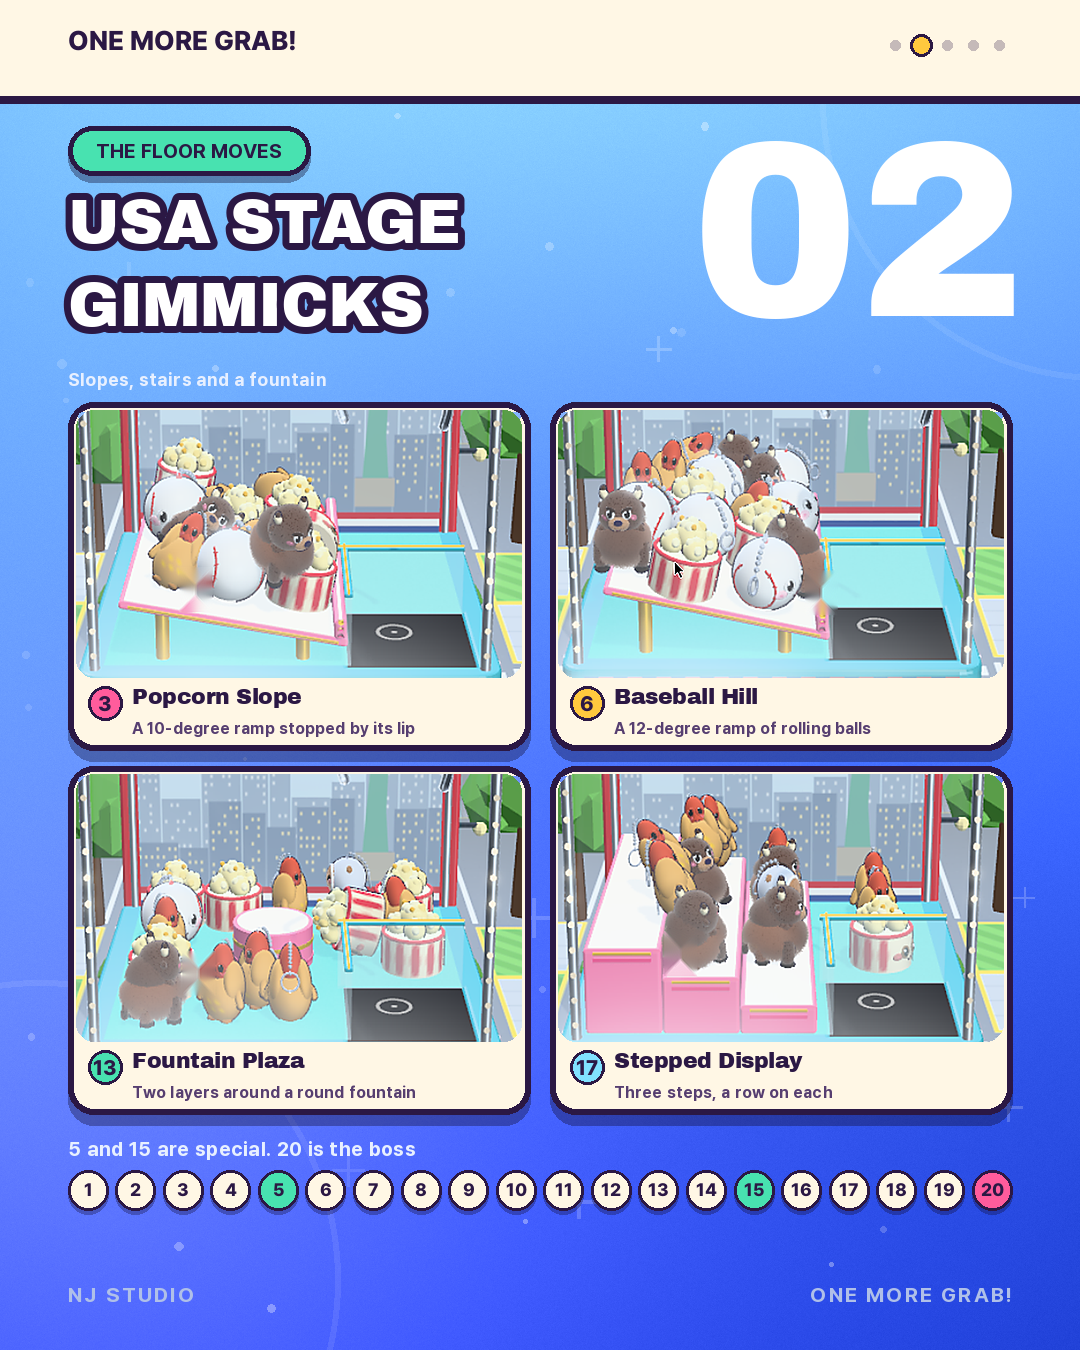 ONE MORE GRAB!
THE FLOOR MOVES
USA STAGE
GIMMICKS
02
Slopes, stairs and a fountain
3 Popcorn Slope
A 10-degree ramp stopped by its lip
6 Baseball Hill
A 12-degree ramp of rolling balls
13 Fountain Plaza
Two layers around a round fountain
17 Stepped Display
Three steps, a row on each
5 and 15 are special. 20 is the boss
1 2 3 4 5 6 7 8 9 10 11 12 13 14 15 16 17 18 19 20
NJ STUDIO
ONE MORE GRAB!